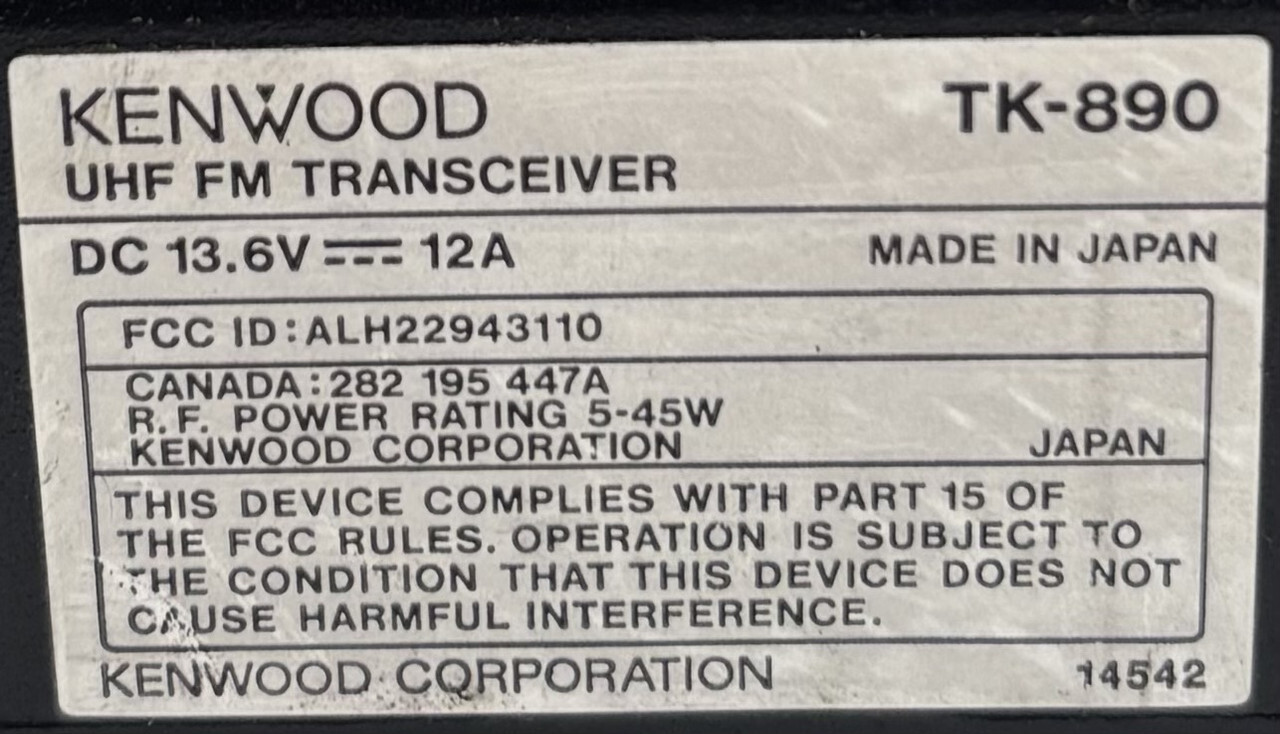 KENWOOD TK-890
UHF FM TRANSCEIVER
DC 13.6V ⎓ 12A MADE IN JAPAN
FCC ID:ALH22943110
CANADA:282 195 447A
R.F. POWER RATING 5-45W
KENWOOD CORPORATION JAPAN
THIS DEVICE COMPLIES WITH PART 15 OF
THE FCC RULES. OPERATION IS SUBJECT TO
THE CONDITION THAT THIS DEVICE DOES NOT
CAUSE HARMFUL INTERFERENCE.
KENWOOD CORPORATION 14542